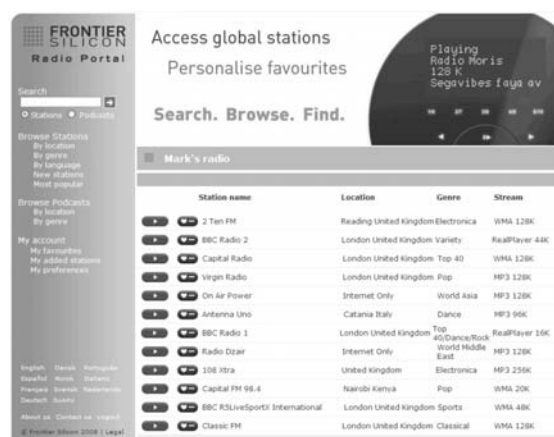 FRONTIER
SILICON
Radio Portal
Access global stations
Personalise favourites
Search. Browse. Find.
Playing
Radio Moris
128 K
Segavibes faya av
Search
Stations Podcasts
Browse Stations
By location
By genre
By language
New stations
Most popular
Browse Podcasts
By location
By genre
My account
My favourites
My added stations
My preferences
English Dansk Português
Español Norsk Italiano
Français Svensk Nederlands
Deutsch Suomi
About us Contact us Logout
© Frontier Silicon 2008 | Legal
Mark's radio
Station name Location Genre Stream
2 Ten FM Reading United Kingdom Electronica WMA 128K
BBC Radio 2 London United Kingdom Variety RealPlayer 44K
Capital Radio London United Kingdom Top 40 WMA 128K
Virgin Radio London United Kingdom Pop MP3 128K
On Air Power Internet Only World Asia MP3 128K
Antenna Uno Catania Italy Dance MP3 96K
BBC Radio 1 London United Kingdom Top 40/Dance/Rock RealPlayer 16K
Radio Dzair Internet Only World Middle East MP3 128K
108 Xtra United Kingdom Electronica MP3 256K
Capital FM 98.4 Nairobi Kenya Pop WMA 20K
BBC R5LiveSportX International London United Kingdom Sports WMA 48K
Classic FM London United Kingdom Classical WMA 128K